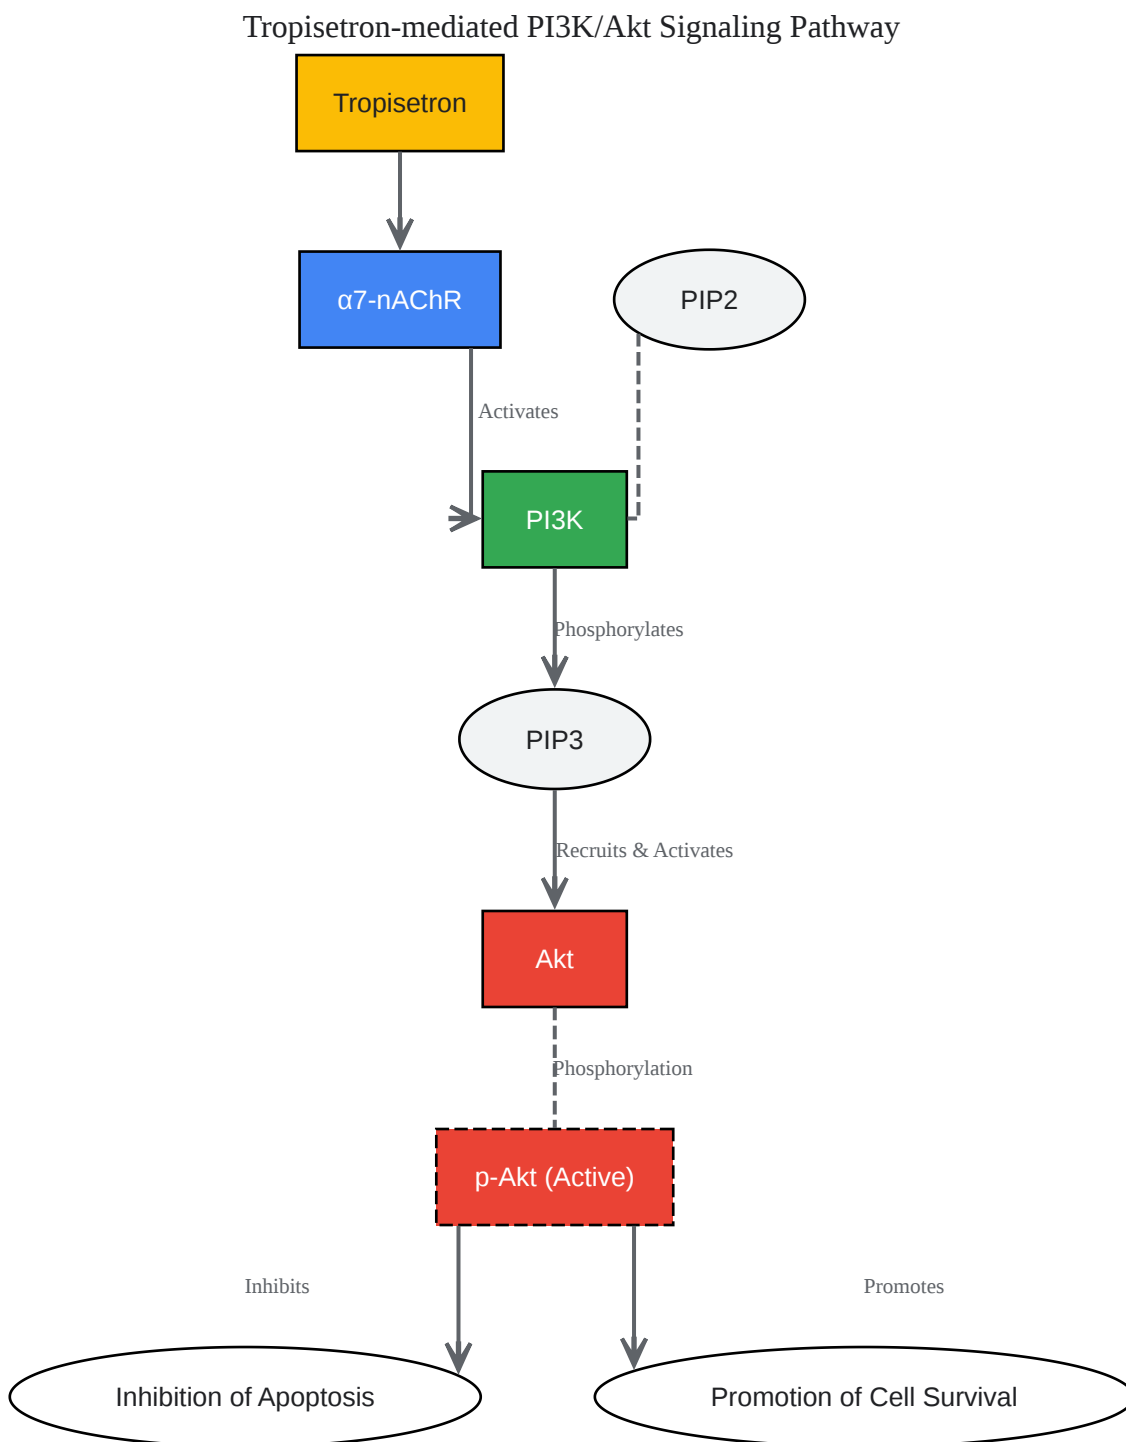 Tropisetron-mediated PI3K/Akt Signaling Pathway
Tropisetron
α7-nAChR
PIP2
Activates
PI3K
Phosphorylates
PIP3
Recruits & Activates
Akt
Phosphorylation
p-Akt (Active)
Inhibits
Promotes
Inhibition of Apoptosis
Promotion of Cell Survival